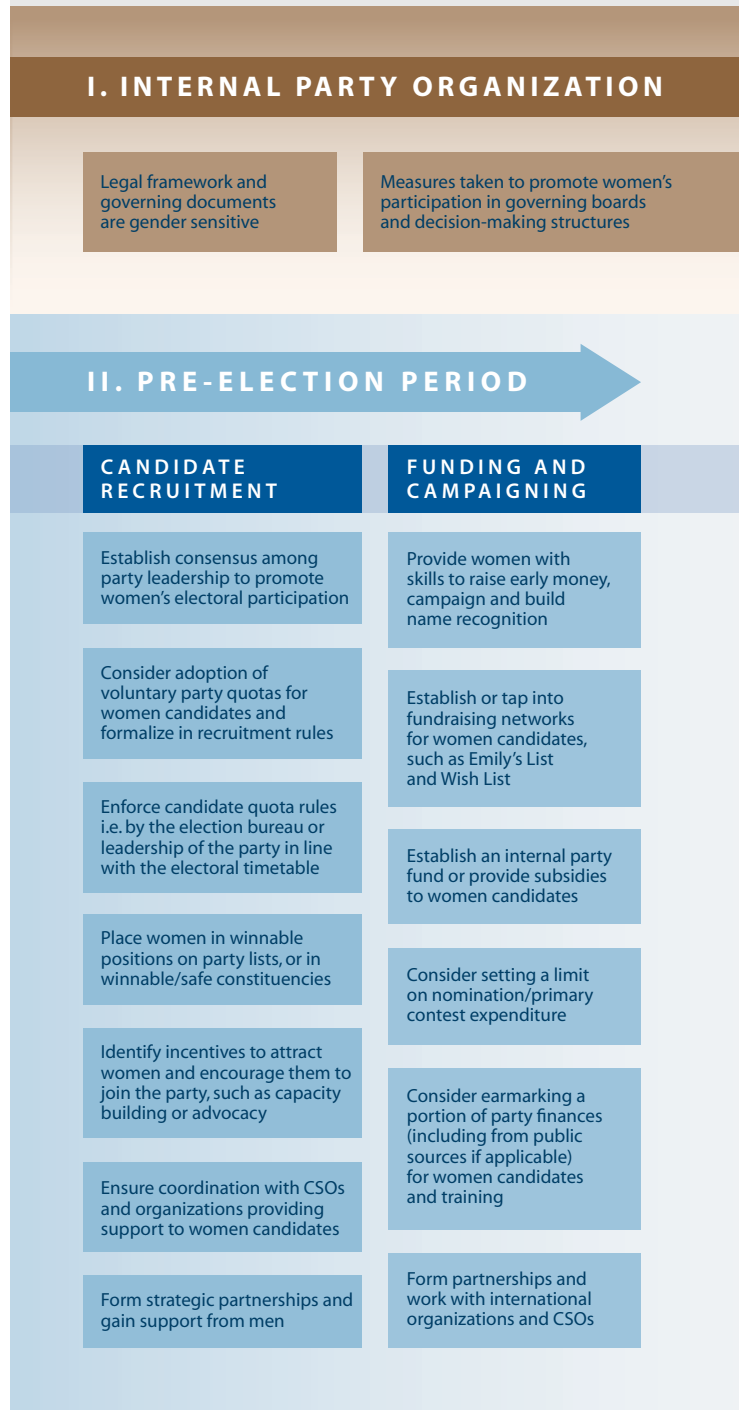 I. INTERNAL PARTY ORGANIZATION
Legal framework and
governing documents
are gender sensitive
Measures taken to promote women's
participation in governing boards
and decision-making structures
II. PRE-ELECTION PERIOD
CANDIDATE
RECRUITMENT
Establish consensus among
party leadership to promote
women's electoral participation
Consider adoption of
voluntary party quotas for
women candidates and
formalize in recruitment rules
Enforce candidate quota rules
i.e. by the election bureau or
leadership of the party in line
with the electoral timetable
Place women in winnable
positions on party lists, or in
winnable/safe constituencies
Identify incentives to attract
women and encourage them to
join the party, such as capacity
building or advocacy
Ensure coordination with CSOs
and organizations providing
support to women candidates
Form strategic partnerships and
gain support from men
FUNDING AND
CAMPAIGNING
Provide women with
skills to raise early money,
campaign and build
name recognition
Establish or tap into
fundraising networks
for women candidates,
such as Emily's List
and Wish List
Establish an internal party
fund or provide subsidies
to women candidates
Consider setting a limit
on nomination/primary
contest expenditure
Consider earmarking a
portion of party finances
(including from public
sources if applicable)
for women candidates
and training
Form partnerships and
work with international
organizations and CSOs